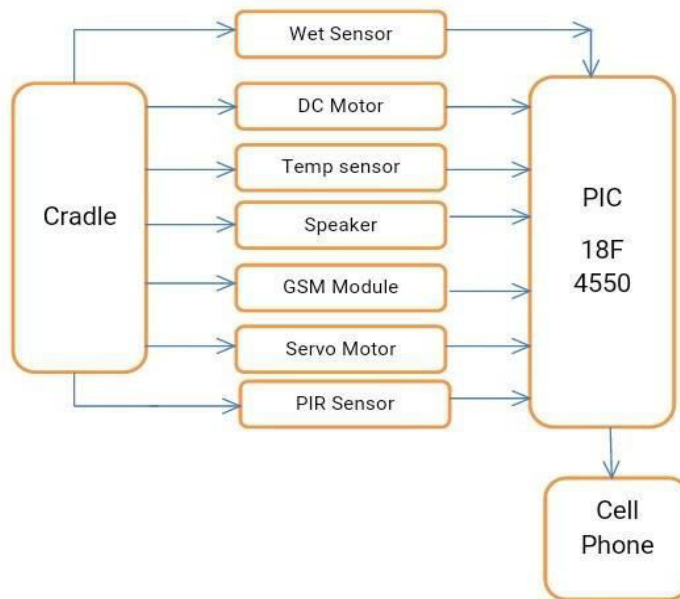 Wet Sensor
DC Motor
Temp sensor
Cradle
Speaker
GSM Module
Servo Motor
PIR Sensor
PIC
18F
4550
Cell
Phone